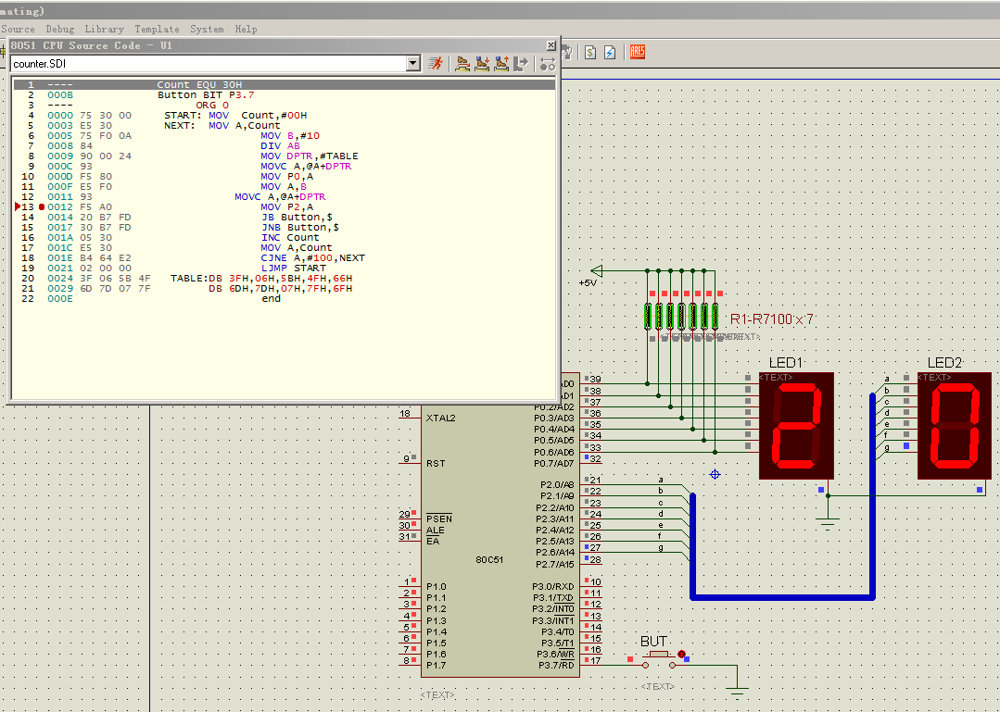 mating)
Source Debug Library Template System Help
8051 CPU Source Code - U1
counter.SDI
ARES
1 ---- Count EQU 30H
2 000B Button BIT P3.7
3 ---- ORG 0
4 0000 75 30 00 START: MOV Count,#00H
5 0003 E5 30 NEXT: MOV A,Count
6 0005 75 F0 0A MOV B,#10
7 0008 84 DIV AB
8 0009 90 00 24 MOV DPTR,#TABLE
9 000C 93 MOVC A,@A+DPTR
10 000D F5 80 MOV P0,A
11 000F E5 F0 MOV A,B
12 0011 93 MOVC A,@A+DPTR
13 0012 F5 A0 MOV P2,A
14 0014 20 B7 FD JB Button,$
15 0017 30 B7 FD JNB Button,$
16 001A 05 30 INC Count
17 001C E5 30 MOV A,Count
18 001E B4 64 E2 CJNE A,#100,NEXT
19 0021 02 00 00 LJMP START
20 0024 3F 06 5B 4F TABLE:DB 3FH,06H,5BH,4FH,66H
21 0029 6D 7D 07 7F DB 6DH,7DH,07H,7FH,6FH
22 000E end
+5V
R1-R7100 x 7
LED1
LED2
<TEXT>
<TEXT>
a
b
c
d
e
f
g
AD0 39
AD1 38
P0.2/AD2 37
P0.3/AD3 36
P0.4/AD4 35
P0.5/AD5 34
P0.6/AD6 33
P0.7/AD7 32
18 XTAL2
9 RST
29 PSEN
30 ALE
31 EA
80C51
P2.0/A8 21 a
P2.1/A9 22 b
P2.2/A10 23 c
P2.3/A11 24 d
P2.4/A12 25 e
P2.5/A13 26 f
P2.6/A14 27 g
P2.7/A15 28
1 P1.0 P3.0/RXD 10
2 P1.1 P3.1/TXD 11
3 P1.2 P3.2/INT0 12
4 P1.3 P3.3/INT1 13
5 P1.4 P3.4/T0 14
6 P1.5 P3.5/T1 15
7 P1.6 P3.6/WR 16
8 P1.7 P3.7/RD 17
BUT
<TEXT>
<TEXT>